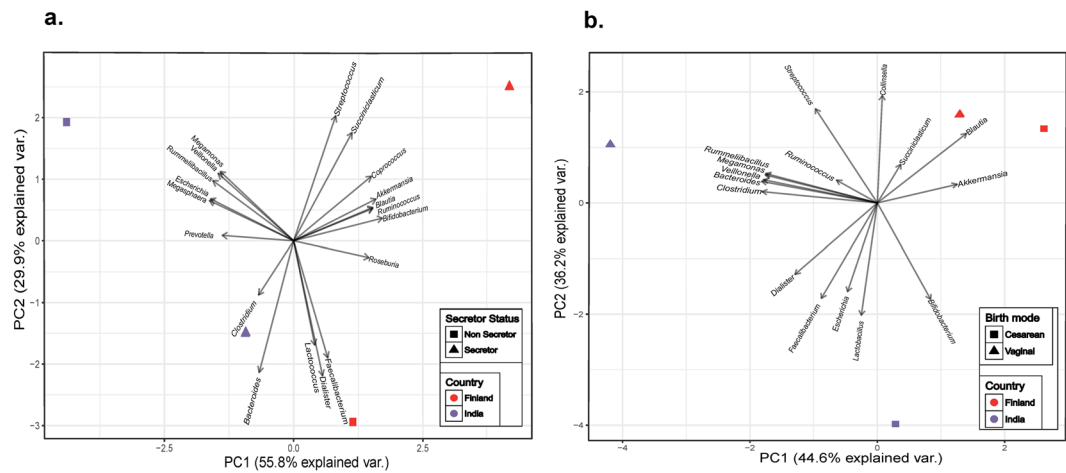 a.
PC2 (29.9% explained var.)
2
1
0
−1
−2
−3
−2.5
0.0
2.5
PC1 (55.8% explained var.)
Streptococcus
Succiniclasticum
Megamonas
Veillonella
Rummeliibacillus
Escherichia
Megasphaera
Coprococcus
Akkermansia
Blautia
Ruminococcus
Bifidobacterium
Prevotella
Roseburia
Clostridium
Bacteroides
Lactococcus
Dialister
Faecalibacterium
Secretor Status
Non Secretor
Secretor
Country
Finland
India
b.
PC2 (36.2% explained var.)
2
0
−2
−4
−4
−2
0
2
PC1 (44.6% explained var.)
Streptococcus
Collinsella
Succiniclasticum
Blautia
Rummeliibacillus
Megamonas
Veillonella
Bacteroides
Clostridium
Ruminococcus
Akkermansia
Dialister
Faecalibacterium
Escherichia
Lactobacillus
Bifidobacterium
Birth mode
Cesarean
Vaginal
Country
Finland
India